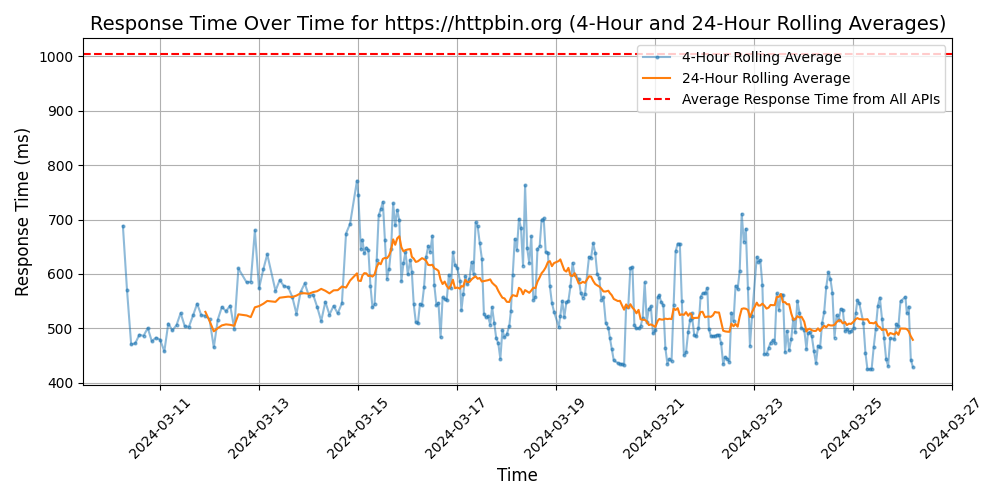 Response Time Over Time for https://httpbin.org (4-Hour and 24-Hour Rolling Averages)
4-Hour Rolling Average
24-Hour Rolling Average
Average Response Time from All APIs
Response Time (ms)
1000
900
800
700
600
500
400
2024-03-11
2024-03-13
2024-03-15
2024-03-17
2024-03-19
2024-03-21
2024-03-23
2024-03-25
2024-03-27
Time